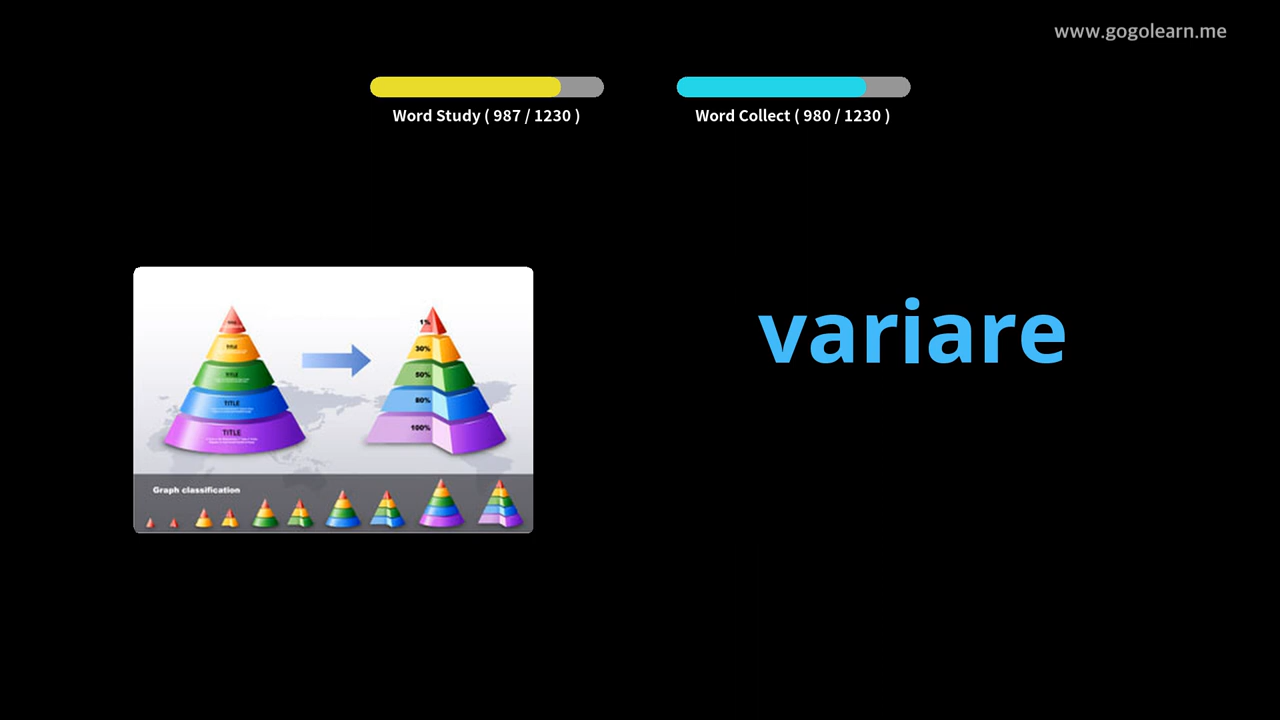 www.gogolearn.me
Word Study ( 987 / 1230 )
Word Collect ( 980 / 1230 )
variare
TITLE
TITLE
TITLE
TITLE
1%
30%
50%
80%
100%
Graph classification